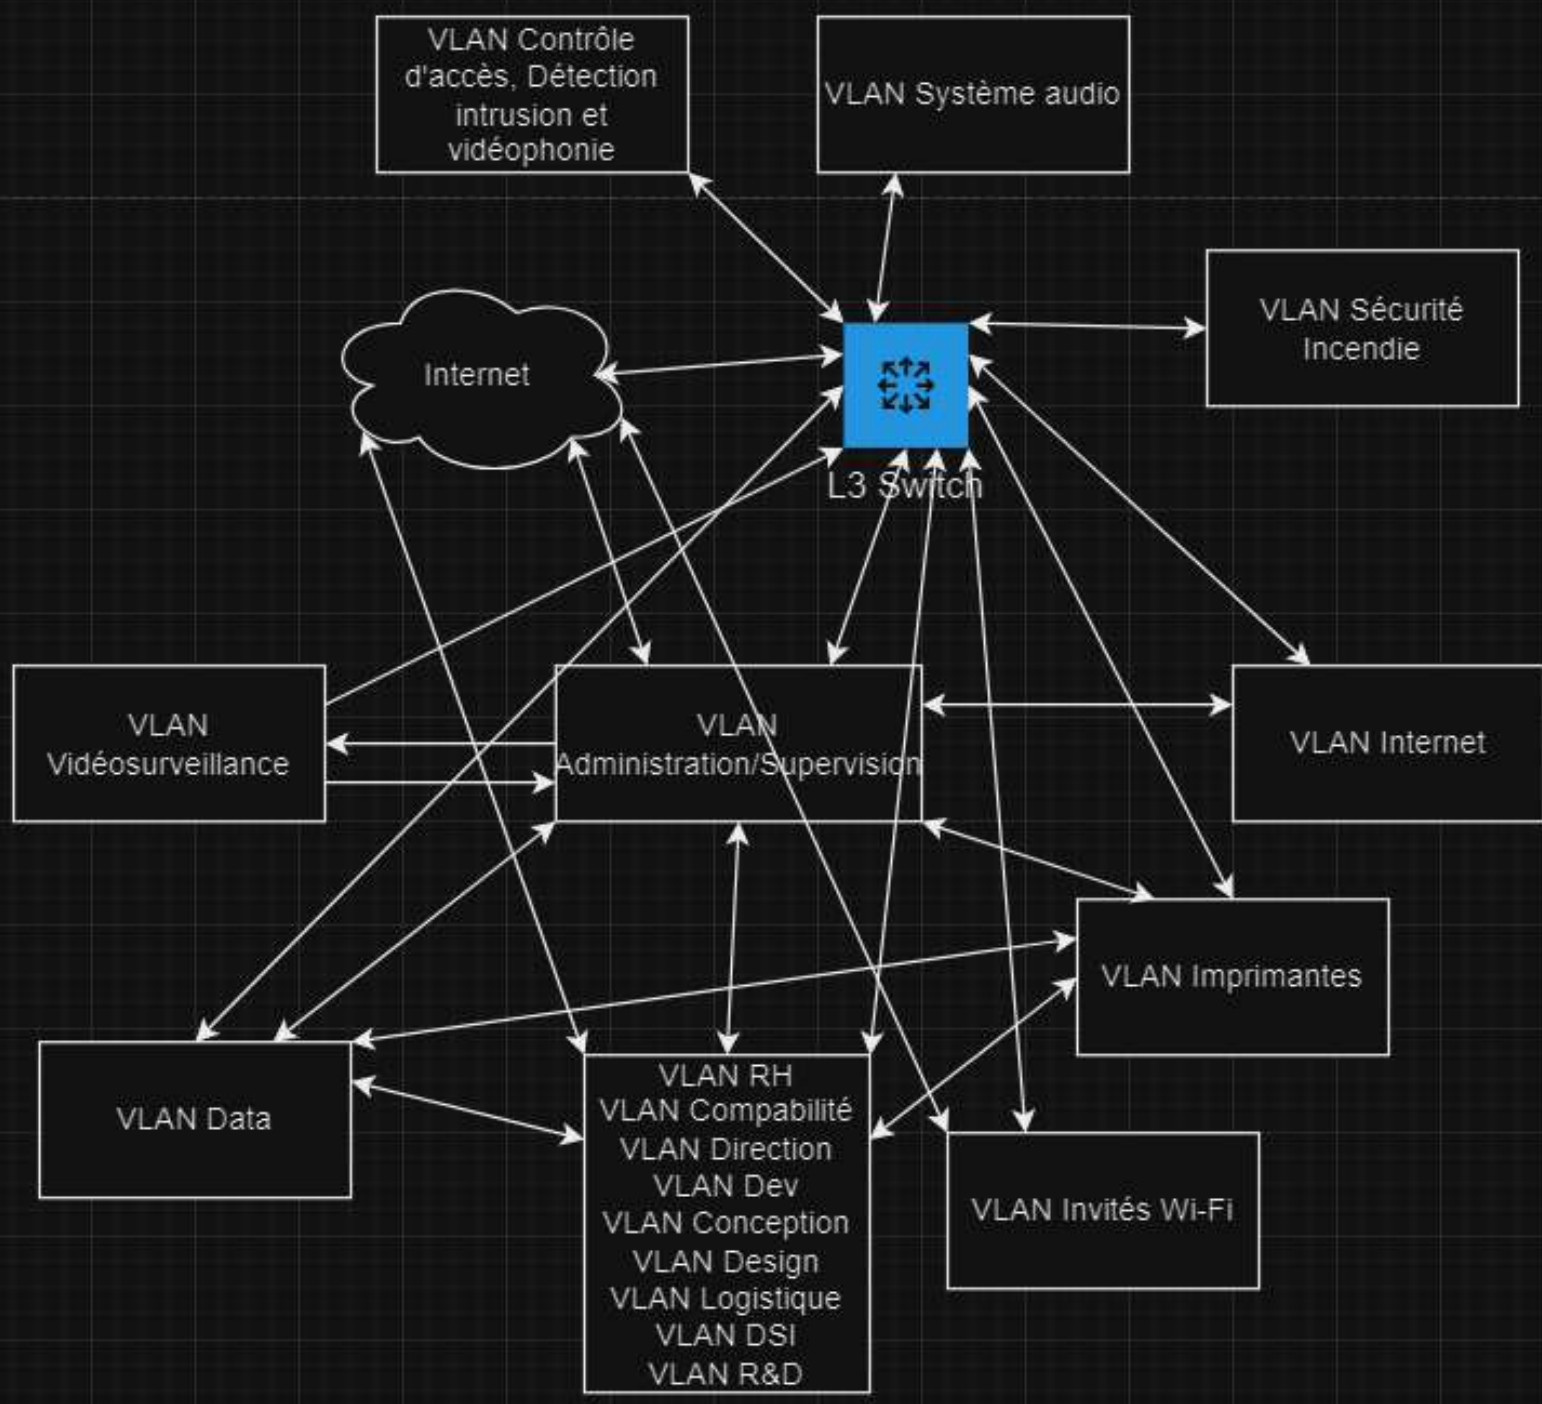 VLAN Contrôle
d'accès, Détection
intrusion et
vidéophonie
VLAN Système audio
VLAN Sécurité
Incendie
Internet
L3 Switch
VLAN
Vidéosurveillance
VLAN
Administration/Supervision
VLAN Internet
VLAN Imprimantes
VLAN Data
VLAN RH
VLAN Compabilité
VLAN Direction
VLAN Dev
VLAN Conception
VLAN Design
VLAN Logistique
VLAN DSI
VLAN R&D
VLAN Invités Wi-Fi